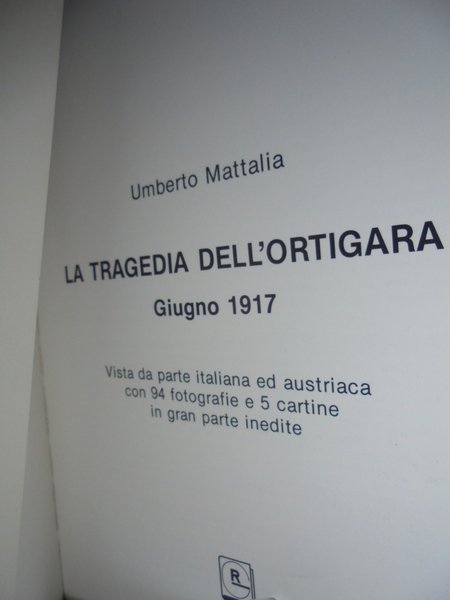 Umberto Mattalia
LA TRAGEDIA DELL'ORTIGARA
Giugno 1917
Vista da parte italiana ed austriaca
con 94 fotografie e 5 cartine
in gran parte inedite
R